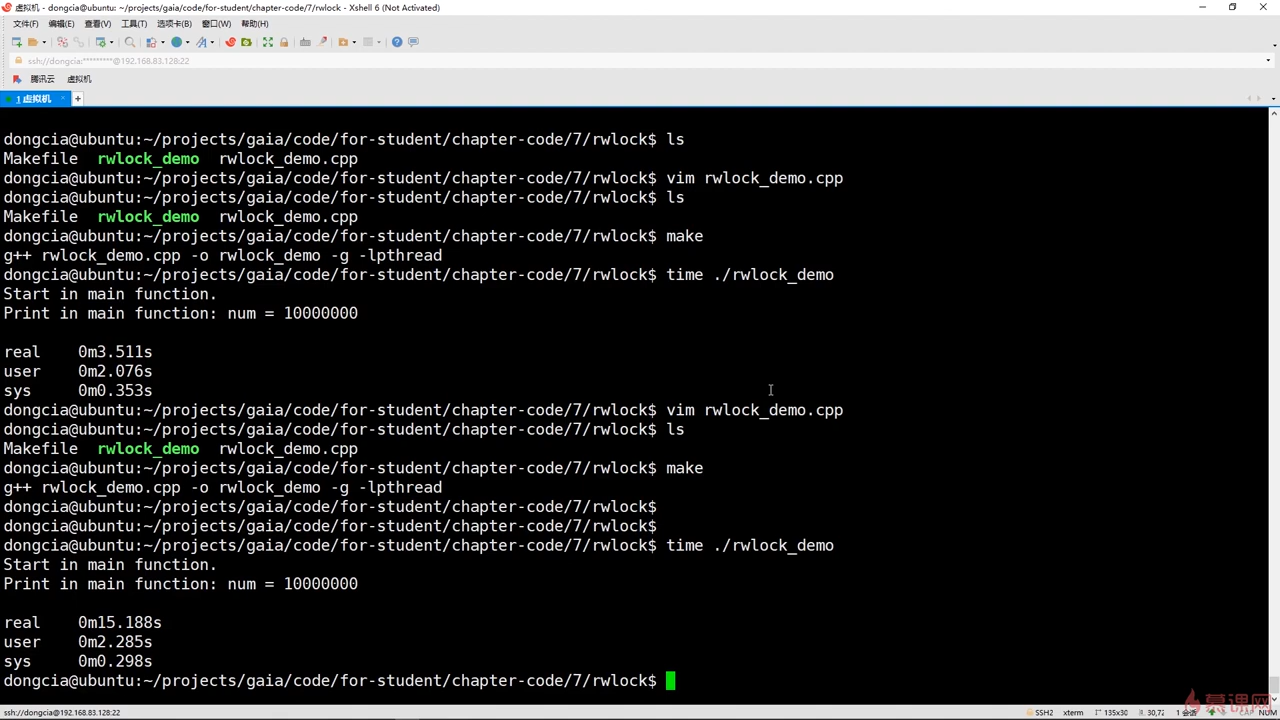 虚拟机 - dongcia@ubuntu: ~/projects/gaia/code/for-student/chapter-code/7/rwlock - Xshell 6 (Not Activated)
文件(F) 编辑(E) 查看(V) 工具(T) 选项卡(B) 窗口(W) 帮助(H)
ssh://dongcia:*********@192.168.83.128:22
腾讯云 虚拟机
1 虚拟机 × +
dongcia@ubuntu:~/projects/gaia/code/for-student/chapter-code/7/rwlock$ ls
Makefile rwlock_demo rwlock_demo.cpp
dongcia@ubuntu:~/projects/gaia/code/for-student/chapter-code/7/rwlock$ vim rwlock_demo.cpp
dongcia@ubuntu:~/projects/gaia/code/for-student/chapter-code/7/rwlock$ ls
Makefile rwlock_demo rwlock_demo.cpp
dongcia@ubuntu:~/projects/gaia/code/for-student/chapter-code/7/rwlock$ make
g++ rwlock_demo.cpp -o rwlock_demo -g -lpthread
dongcia@ubuntu:~/projects/gaia/code/for-student/chapter-code/7/rwlock$ time ./rwlock_demo
Start in main function.
Print in main function: num = 10000000
real 0m3.511s
user 0m2.076s
sys 0m0.353s
dongcia@ubuntu:~/projects/gaia/code/for-student/chapter-code/7/rwlock$ vim rwlock_demo.cpp
dongcia@ubuntu:~/projects/gaia/code/for-student/chapter-code/7/rwlock$ ls
Makefile rwlock_demo rwlock_demo.cpp
dongcia@ubuntu:~/projects/gaia/code/for-student/chapter-code/7/rwlock$ make
g++ rwlock_demo.cpp -o rwlock_demo -g -lpthread
dongcia@ubuntu:~/projects/gaia/code/for-student/chapter-code/7/rwlock$
dongcia@ubuntu:~/projects/gaia/code/for-student/chapter-code/7/rwlock$
dongcia@ubuntu:~/projects/gaia/code/for-student/chapter-code/7/rwlock$ time ./rwlock_demo
Start in main function.
Print in main function: num = 10000000
real 0m15.188s
user 0m2.285s
sys 0m0.298s
dongcia@ubuntu:~/projects/gaia/code/for-student/chapter-code/7/rwlock$
慕课网
ssh://dongcia@192.168.83.128:22 SSH2 xterm 135x30 30,72 1 会话 CAP NUM